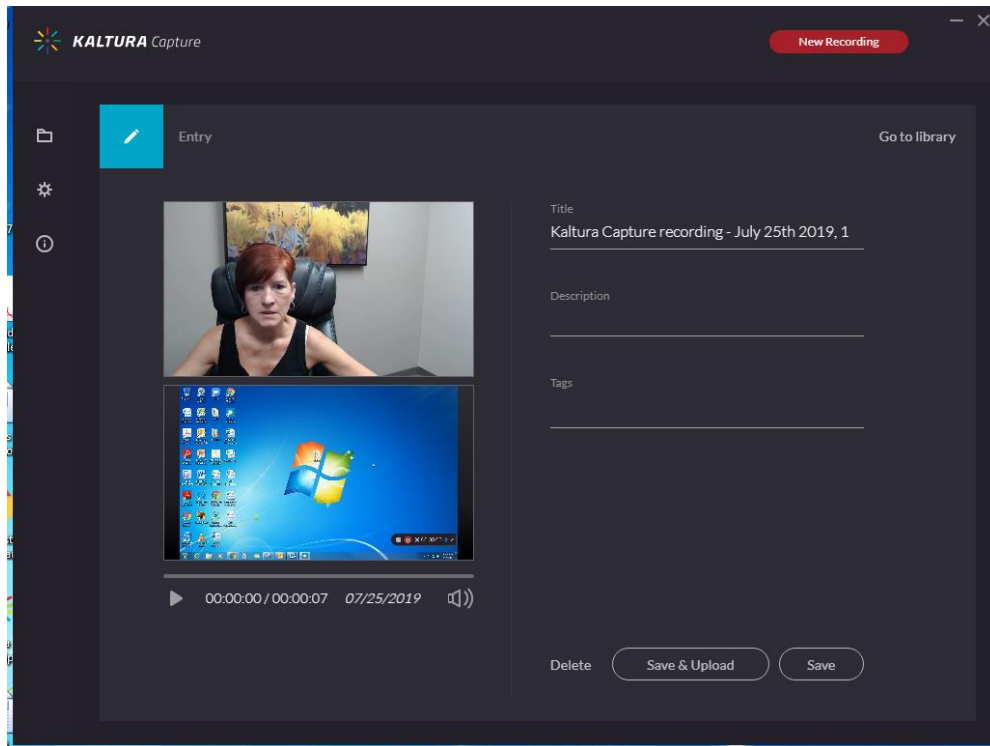 KALTURA Capture
New Recording
Entry
Go to library
Title
Kaltura Capture recording - July 25th 2019, 1
Description
Tags
00:00:00 / 00:00:07 07/25/2019
Delete Save & Upload Save